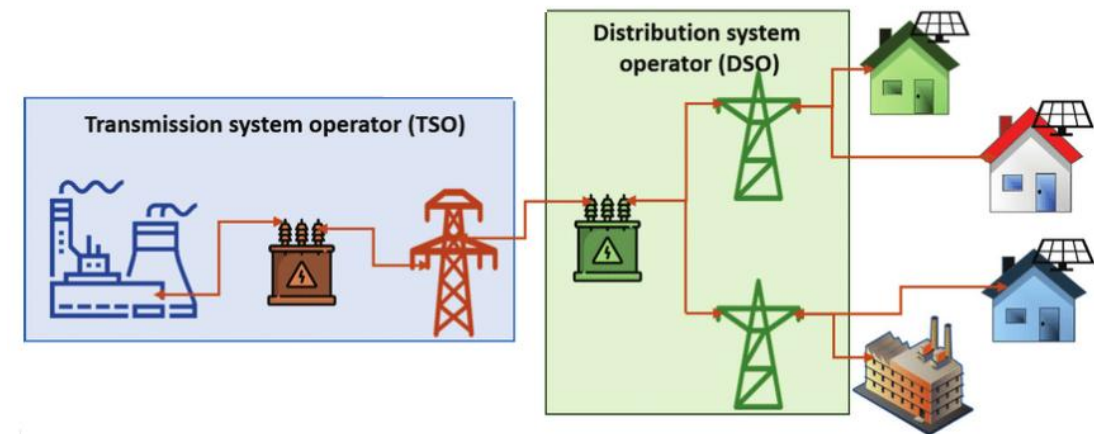 Transmission system operator (TSO)
Distribution system
operator (DSO)